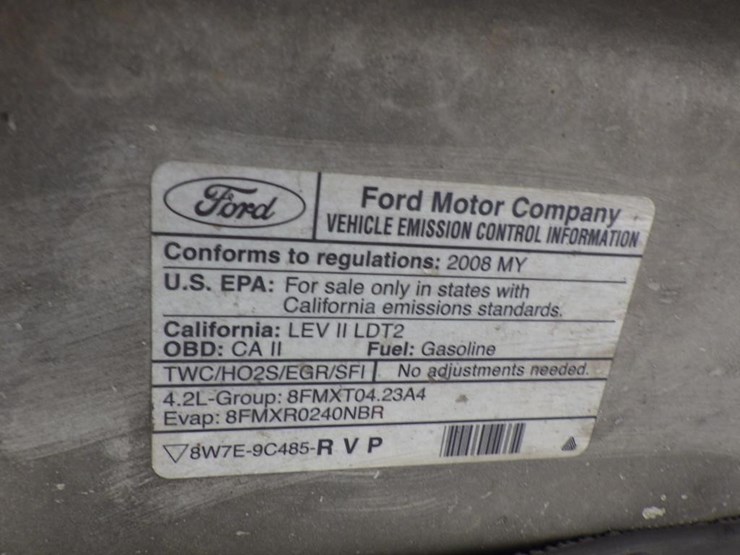 Ford
Ford Motor Company
VEHICLE EMISSION CONTROL INFORMATION
Conforms to regulations: 2008 MY
U.S. EPA: For sale only in states with
California emissions standards.
California: LEV II LDT2
OBD: CA II Fuel: Gasoline
TWC/HO2S/EGR/SFI No adjustments needed.
4.2L-Group: 8FMXT04.23A4
Evap: 8FMXR0240NBR
8W7E-9C485-R V P